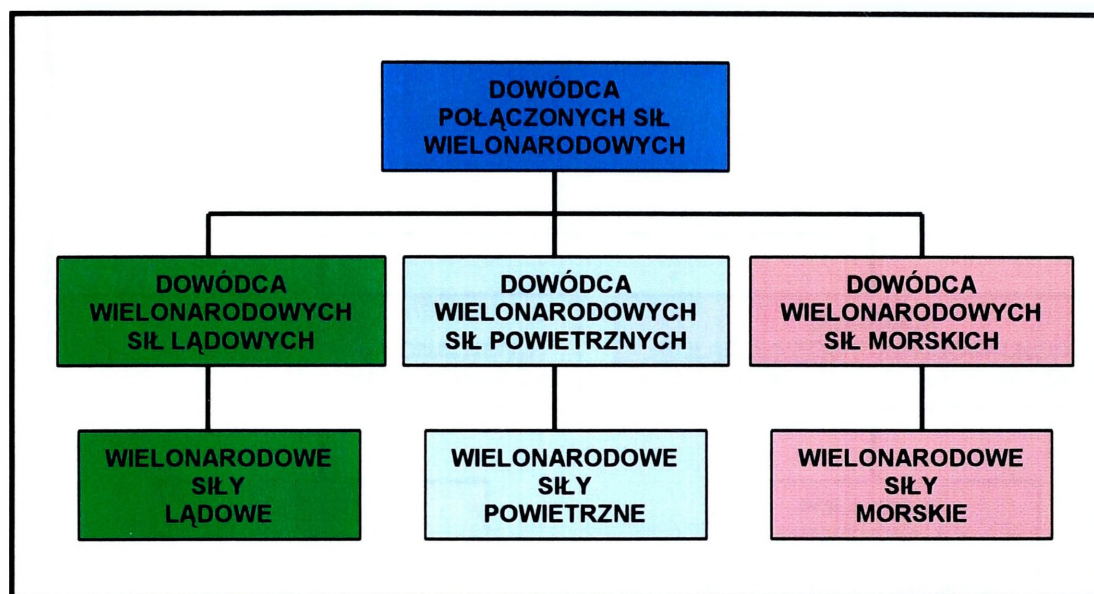 DOWÓDCA
POŁĄCZONYCH SIŁ
WIELONARODOWYCH
DOWÓDCA
WIELONARODOWYCH
SIŁ LĄDOWYCH
DOWÓDCA
WIELONARODOWYCH
SIŁ POWIETRZNYCH
DOWÓDCA
WIELONARODOWYCH
SIŁ MORSKICH
WIELONARODOWE
SIŁY
LĄDOWE
WIELONARODOWE
SIŁY
POWIETRZNE
WIELONARODOWE
SIŁY
MORSKIE